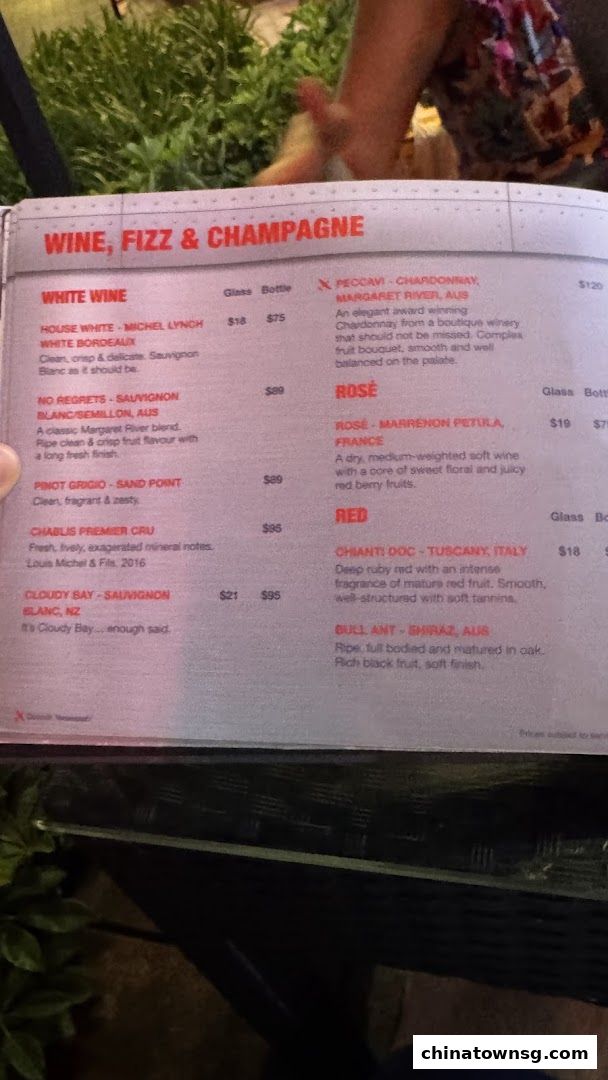 WINE, FIZZ & CHAMPAGNE
WHITE WINE Glass Bottle
HOUSE WHITE - MICHEL LYNCH $18 $75
WHITE BORDEAUX
Clean, crisp & delicate. Sauvignon
Blanc as it should be.
NO REGRETS - SAUVIGNON $89
BLANC/SEMILLON, AUS
A classic Margaret River blend.
Ripe clean & crisp fruit flavour with
a long fresh finish.
PINOT GRIGIO - SAND POINT $89
Clean, fragrant & zesty.
CHABLIS PREMIER CRU $95
Fresh, lively, exagerated mineral notes.
Louis Michel & Fils, 2016
CLOUDY BAY - SAUVIGNON $21 $95
BLANC, NZ
It's Cloudy Bay... enough said.
PECCAVI - CHARDONNAY, $120
MARGARET RIVER, AUS
An elegant award winning
Chardonnay from a boutique winery
that should not be missed. Complex
fruit bouquet, smooth and well
balanced on the palate.
ROSÉ Glass
ROSÉ - MARRENON PETULA, $19
FRANCE
A dry, medium-weighted soft wine
with a core of sweet floral and juicy
red berry fruits.
RED Glass
CHIANTI DOC - TUSCANY, ITALY $18
Deep ruby red with an intense
fragrance of mature red fruit. Smooth,
well-structured with soft tannins.
BULL ANT - SHIRAZ, AUS
Ripe, full bodied and matured in oak.
Rich black fruit, soft finish.
Prices subject to
chinatownsg.com